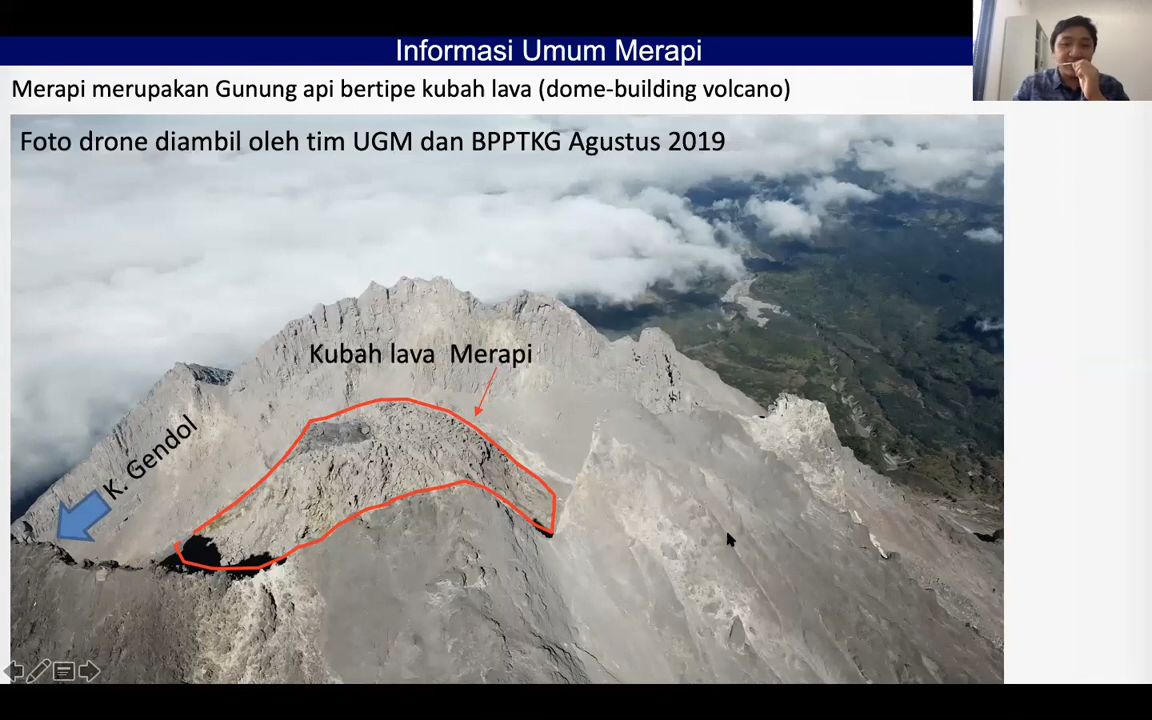 Informasi Umum Merapi
Merapi merupakan Gunung api bertipe kubah lava (dome-building volcano)
Foto drone diambil oleh tim UGM dan BPPTKG Agustus 2019
Kubah lava Merapi
K. Gendol